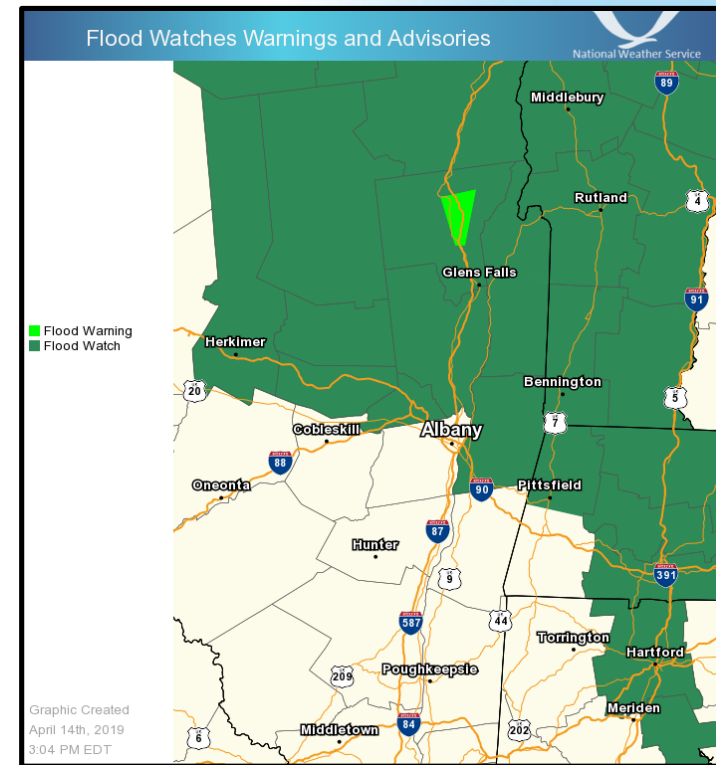 Flood Watches Warnings and Advisories
National Weather Service
89
Middlebury
Rutland
4
Glens Falls
91
Flood Warning
Flood Watch
Herkimer
20
Bennington
5
7
Cobleskill
Albany
88
Oneonta
90
Pittsfield
87
Hunter
9
391
587
44
Torrington
Hartford
209
Poughkeepsie
Meriden
Graphic Created
April 14th, 2019
3:04 PM EDT
6
Middletown
84
202